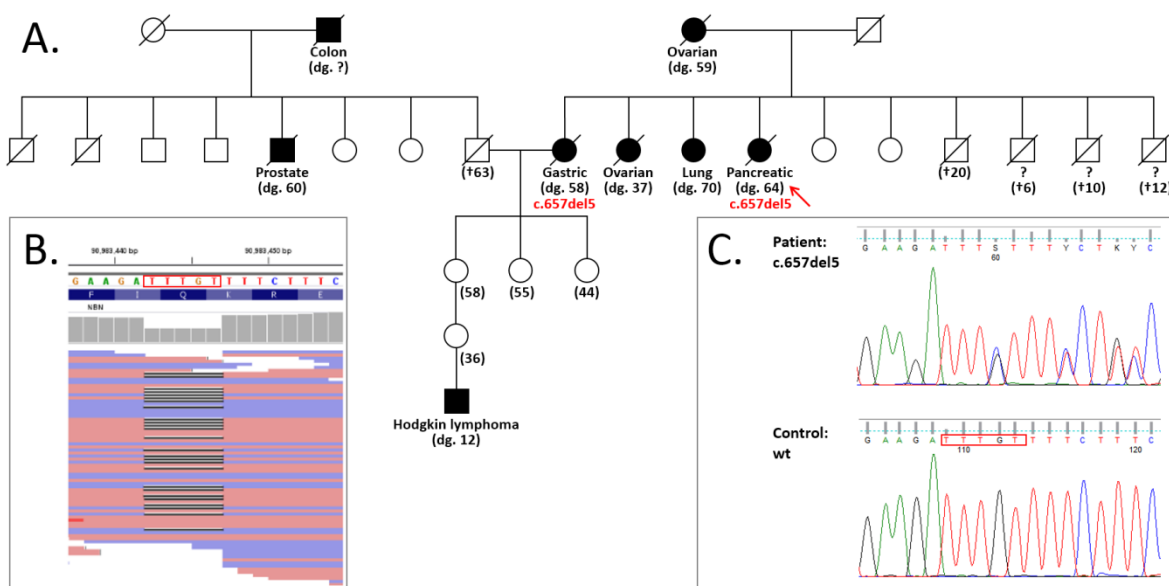 A.
Colon
(dg. ?)
Ovarian
(dg. 59)
Prostate
(dg. 60)
(†63)
Gastric
(dg. 58)
c.657del5
Ovarian
(dg. 37)
Lung
(dg. 70)
Pancreatic
(dg. 64)
c.657del5
(†20)
?
(†6)
?
(†10)
?
(†12)
(58)
(55)
(44)
(36)
Hodgkin lymphoma
(dg. 12)
B.
90,983,440 bp 90,983,450 bp
G A A G A T T T G T T T C T T T C
F I Q K R E
NBN
C.
Patient:
c.657del5
G A A G A T T T S T T T Y C T K Y C
60
Control:
wt
G A A G A T T T G T T T T C T T T C
110 120